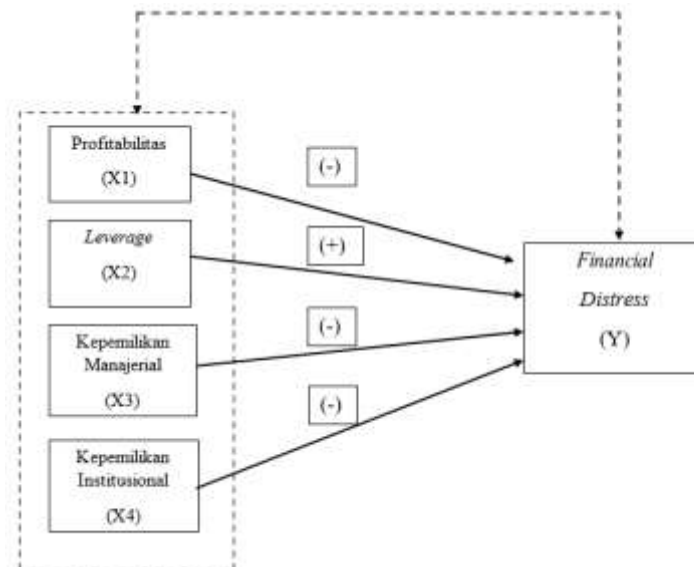 Profitabilitas
(X1)
Leverage
(X2)
Kepemilikan
Manajerial
(X3)
Kepemilikan
Institusional
(X4)
(-)
(+)
(-)
(-)
Financial
Distress
(Y)